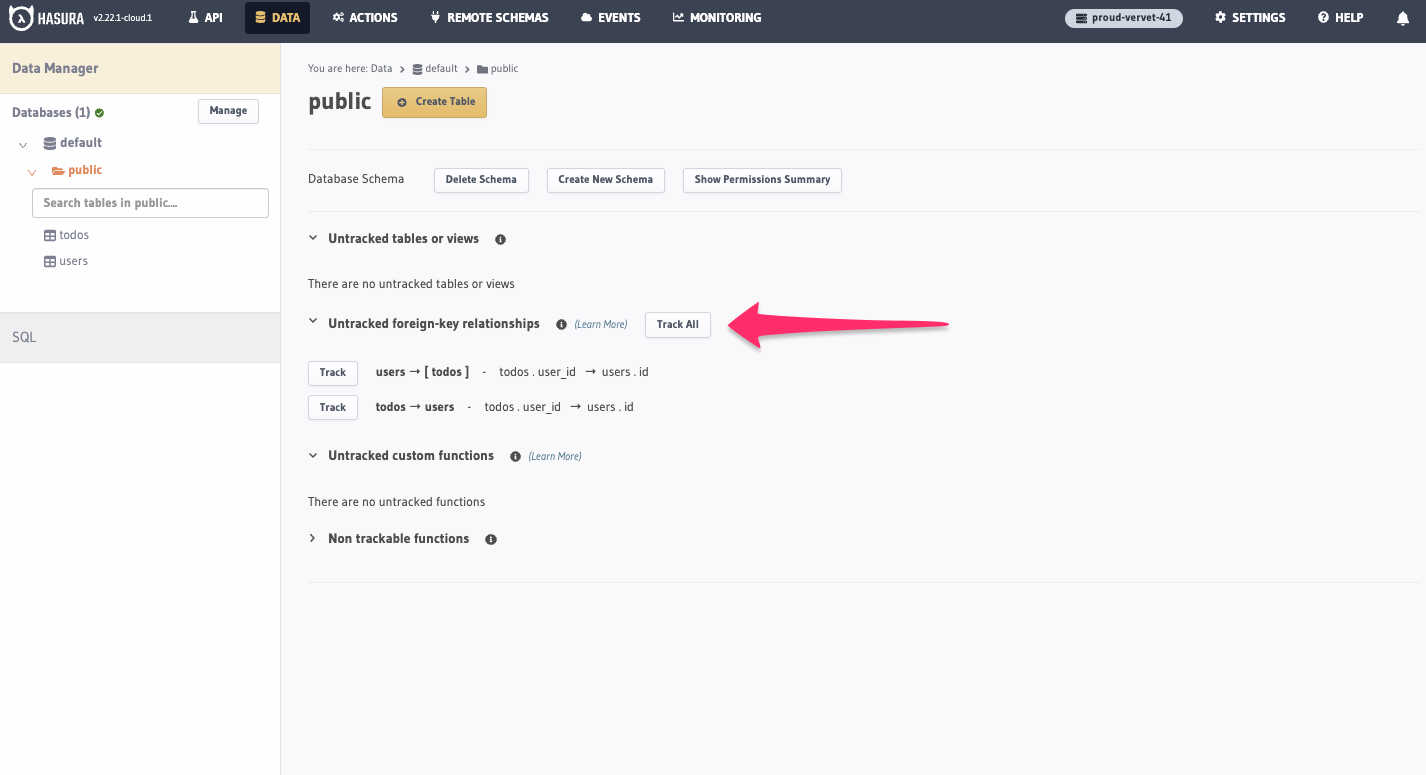 HASURA v2.22.1-cloud.1 API DATA ACTIONS REMOTE SCHEMAS EVENTS MONITORING proud-vervet-41 SETTINGS HELP
Data Manager
Databases (1) Manage
default
public
Search tables in public....
todos
users
SQL
You are here: Data > default > public
public Create Table
Database Schema Delete Schema Create New Schema Show Permissions Summary
Untracked tables or views
There are no untracked tables or views
Untracked foreign-key relationships (Learn More) Track All
Track users → [ todos ] - todos . user_id → users . id
Track todos → users - todos . user_id → users . id
Untracked custom functions (Learn More)
There are no untracked functions
Non trackable functions